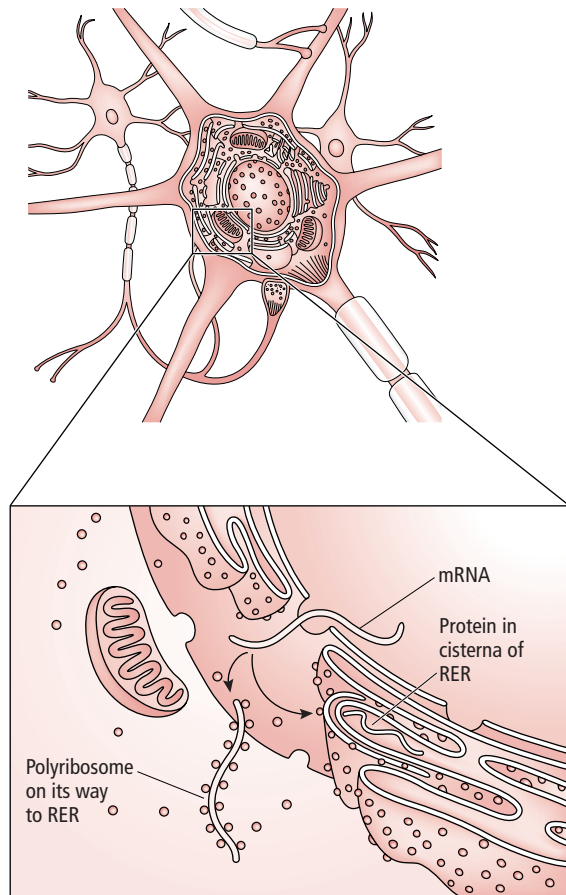 mRNA
Protein in
cisterna of
RER
Polyribosome
on its way
to RER